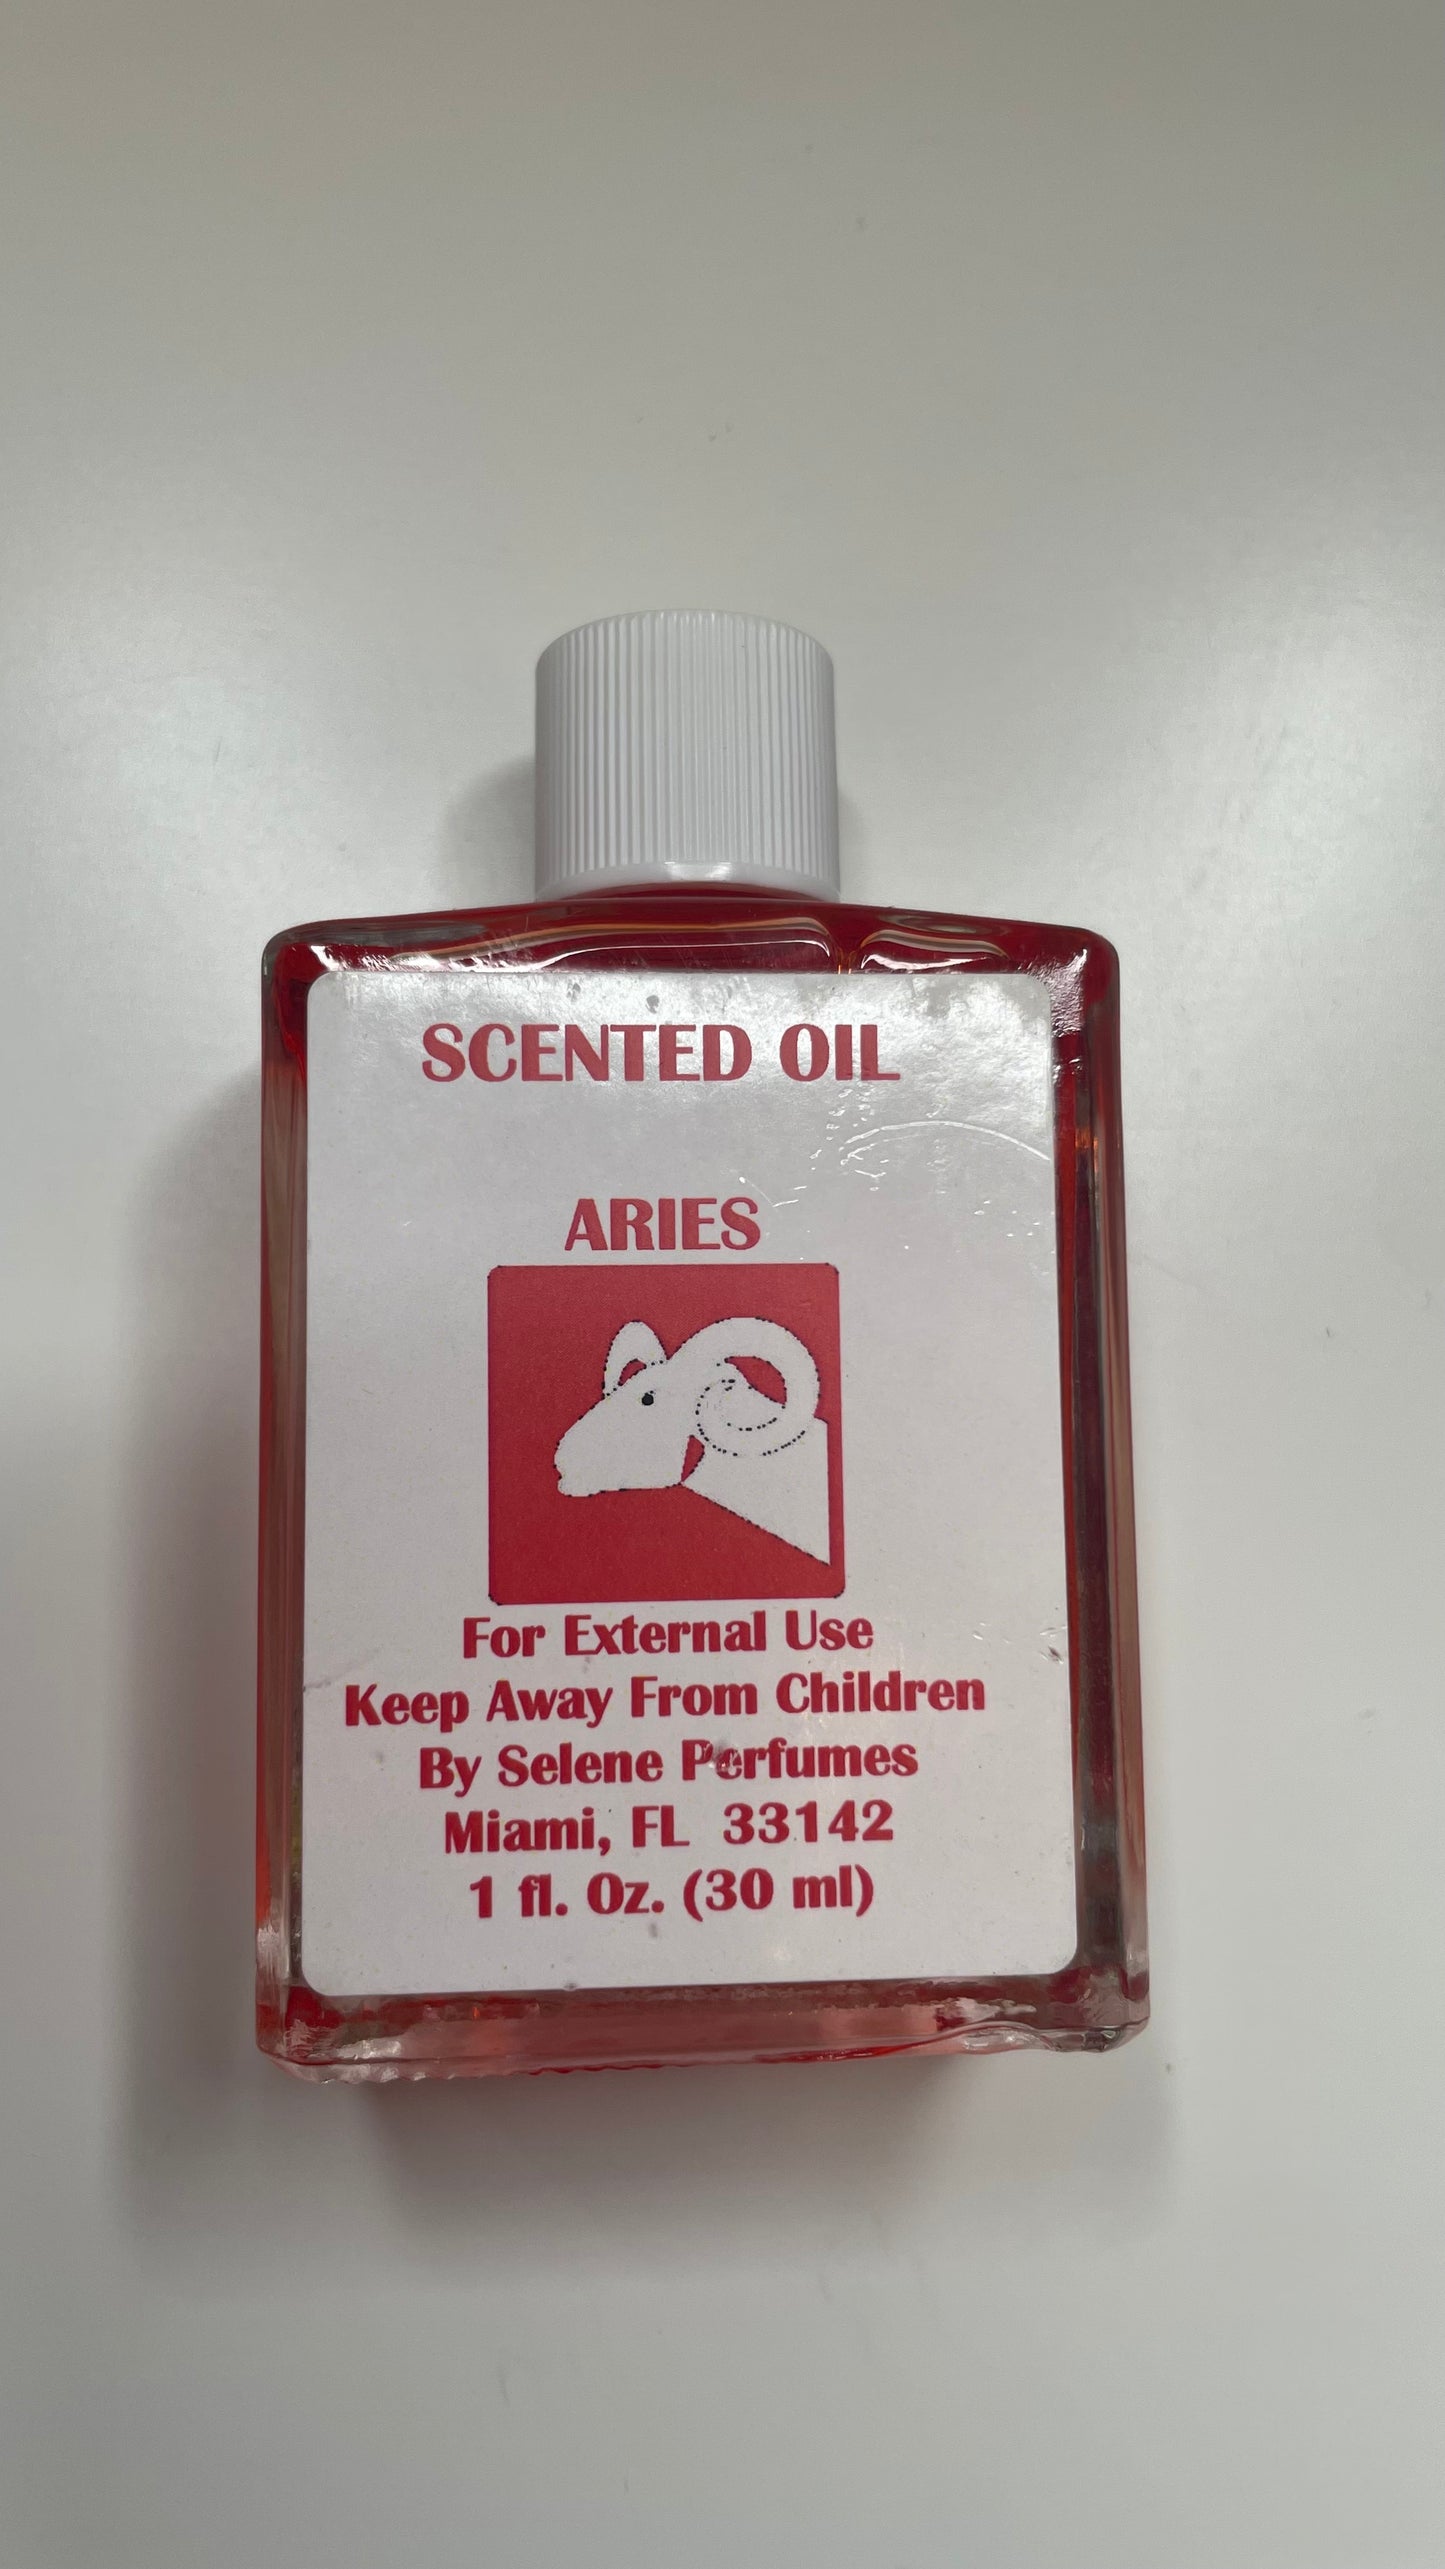 SCENTED OIL
ARIES
For External Use
Keep Away From Children
By Selene Perfumes
Miami, FL 33142
1 fl. Oz. (30 ml)